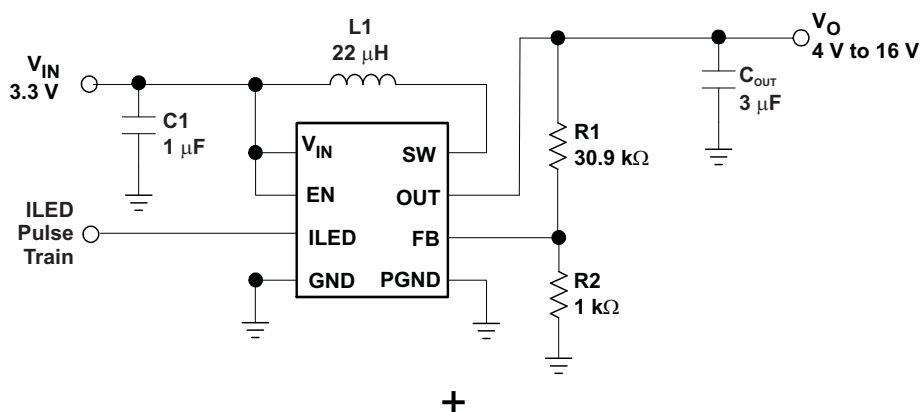 L1
22 μH
V_IN
3.3 V
C1
1 μF
V_O
4 V to 16 V
C_OUT
3 μF
R1
30.9 kΩ
V_IN
SW
EN
OUT
ILED
Pulse
Train
ILED
FB
GND
PGND
R2
1 kΩ
+